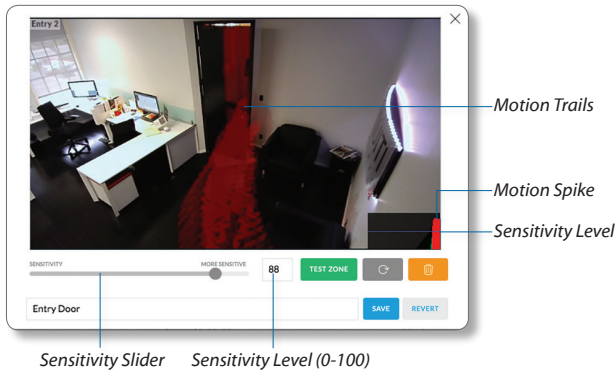 Entry 2
Motion Trails
Motion Spike
Sensitivity Level
SENSITIVITY
MORE SENSITIVE
88
TEST ZONE
Entry Door
SAVE
REVERT
Sensitivity Slider
Sensitivity Level (0-100)